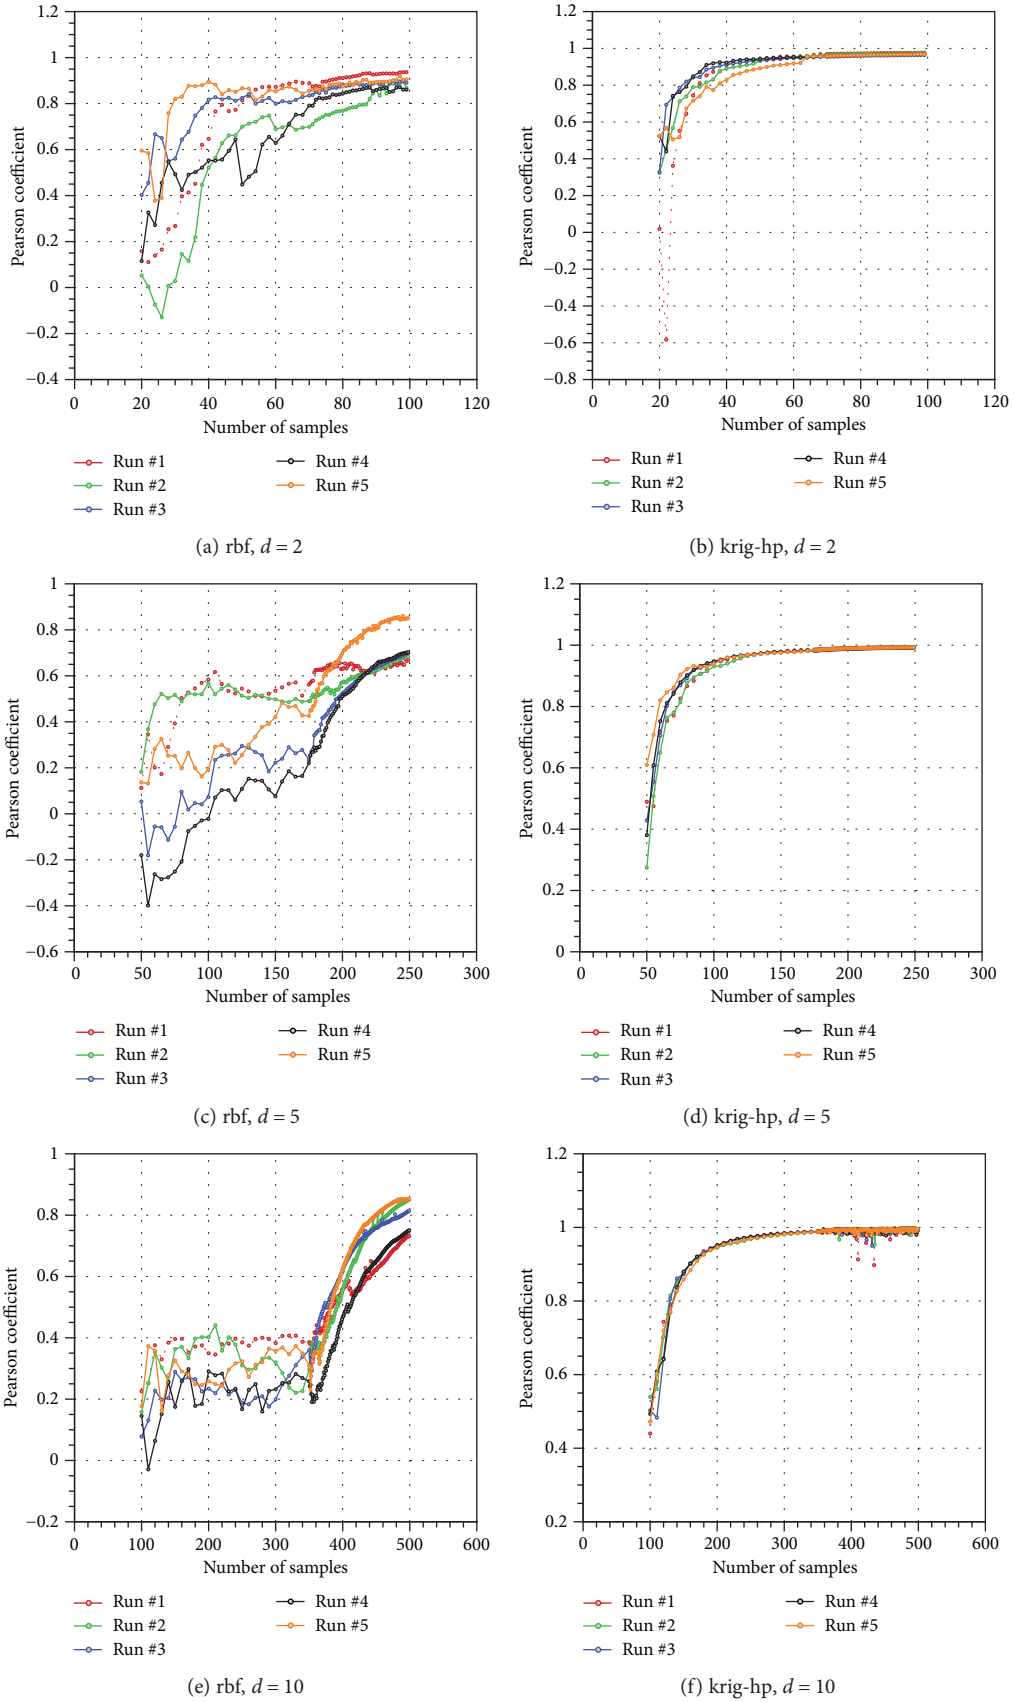 1.2
1
0.8
0.6
0.4
0.2
0
−0.2
−0.4
Pearson coefficient
0 20 40 60 80 100 120
Number of samples
Run #1
Run #2
Run #3
Run #4
Run #5
(a) rbf, d = 2
1.2
1
0.8
0.6
0.4
0.2
0
−0.2
−0.4
−0.6
−0.8
Pearson coefficient
0 20 40 60 80 100 120
Number of samples
Run #1
Run #2
Run #3
Run #4
Run #5
(b) krig-hp, d = 2
1
0.8
0.6
0.4
0.2
0
−0.2
−0.4
−0.6
Pearson coefficient
0 50 100 150 200 250 300
Number of samples
Run #1
Run #2
Run #3
Run #4
Run #5
(c) rbf, d = 5
1.2
1
0.8
0.6
0.4
0.2
0
Pearson coefficient
0 50 100 150 200 250 300
Number of samples
Run #1
Run #2
Run #3
Run #4
Run #5
(d) krig-hp, d = 5
1
0.8
0.6
0.4
0.2
0
−0.2
Pearson coefficient
0 100 200 300 400 500 600
Number of samples
Run #1
Run #2
Run #3
Run #4
Run #5
(e) rbf, d = 10
1.2
1
0.8
0.6
0.4
0.2
Pearson coefficient
0 100 200 300 400 500 600
Number of samples
Run #1
Run #2
Run #3
Run #4
Run #5
(f) krig-hp, d = 10